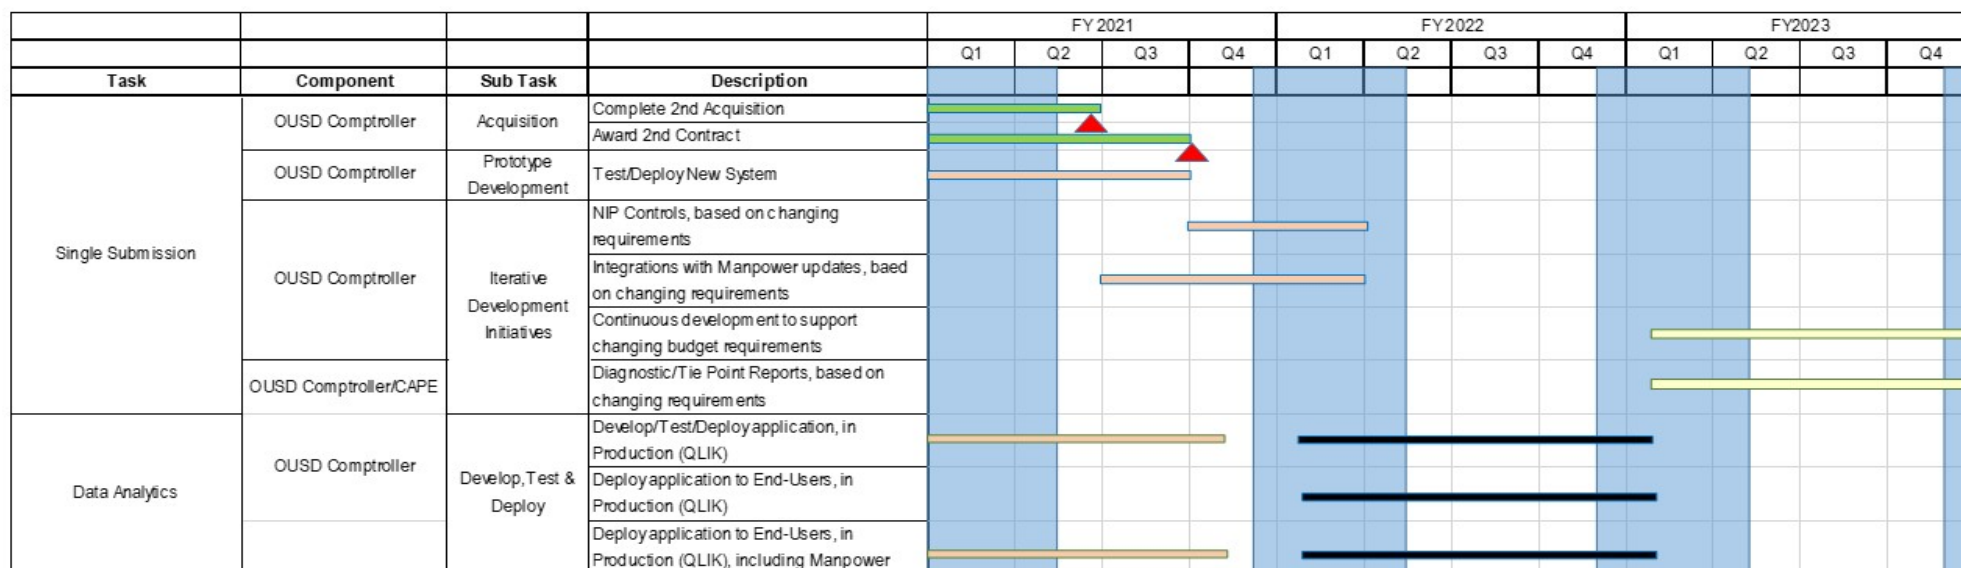 FY 2021 FY 2022 FY2023
Q1 Q2 Q3 Q4 Q1 Q2 Q3 Q4 Q1 Q2 Q3 Q4
Task Component Sub Task Description
Single Submission
OUSD Comptroller
Acquisition
Complete 2nd Acquisition
Award 2nd Contract
OUSD Comptroller
Prototype
Development
Test/Deploy New System
OUSD Comptroller
Iterative
Development
Initiatives
NIP Controls, based on changing
requirements
Integrations with Manpower updates, baed
on changing requirements
Continuous development to support
changing budget requirements
OUSD Comptroller/CAPE
Diagnostic/Tie Point Reports, based on
changing requirements
Data Analytics
OUSD Comptroller
Develop, Test &
Deploy
Develop/Test/Deploy application, in
Production (QLIK)
Deploy application to End-Users, in
Production (QLIK)
Deploy application to End-Users, in
Production (QLIK), including Manpower